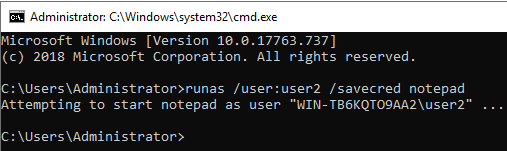 Administrator: C:\Windows\system32\cmd.exe
Microsoft Windows [Version 10.0.17763.737]
(c) 2018 Microsoft Corporation. All rights reserved.
C:\Users\Administrator>runas /user:user2 /savecred notepad
Attempting to start notepad as user "WIN-TB6KQTO9AA2\user2" ...
C:\Users\Administrator>